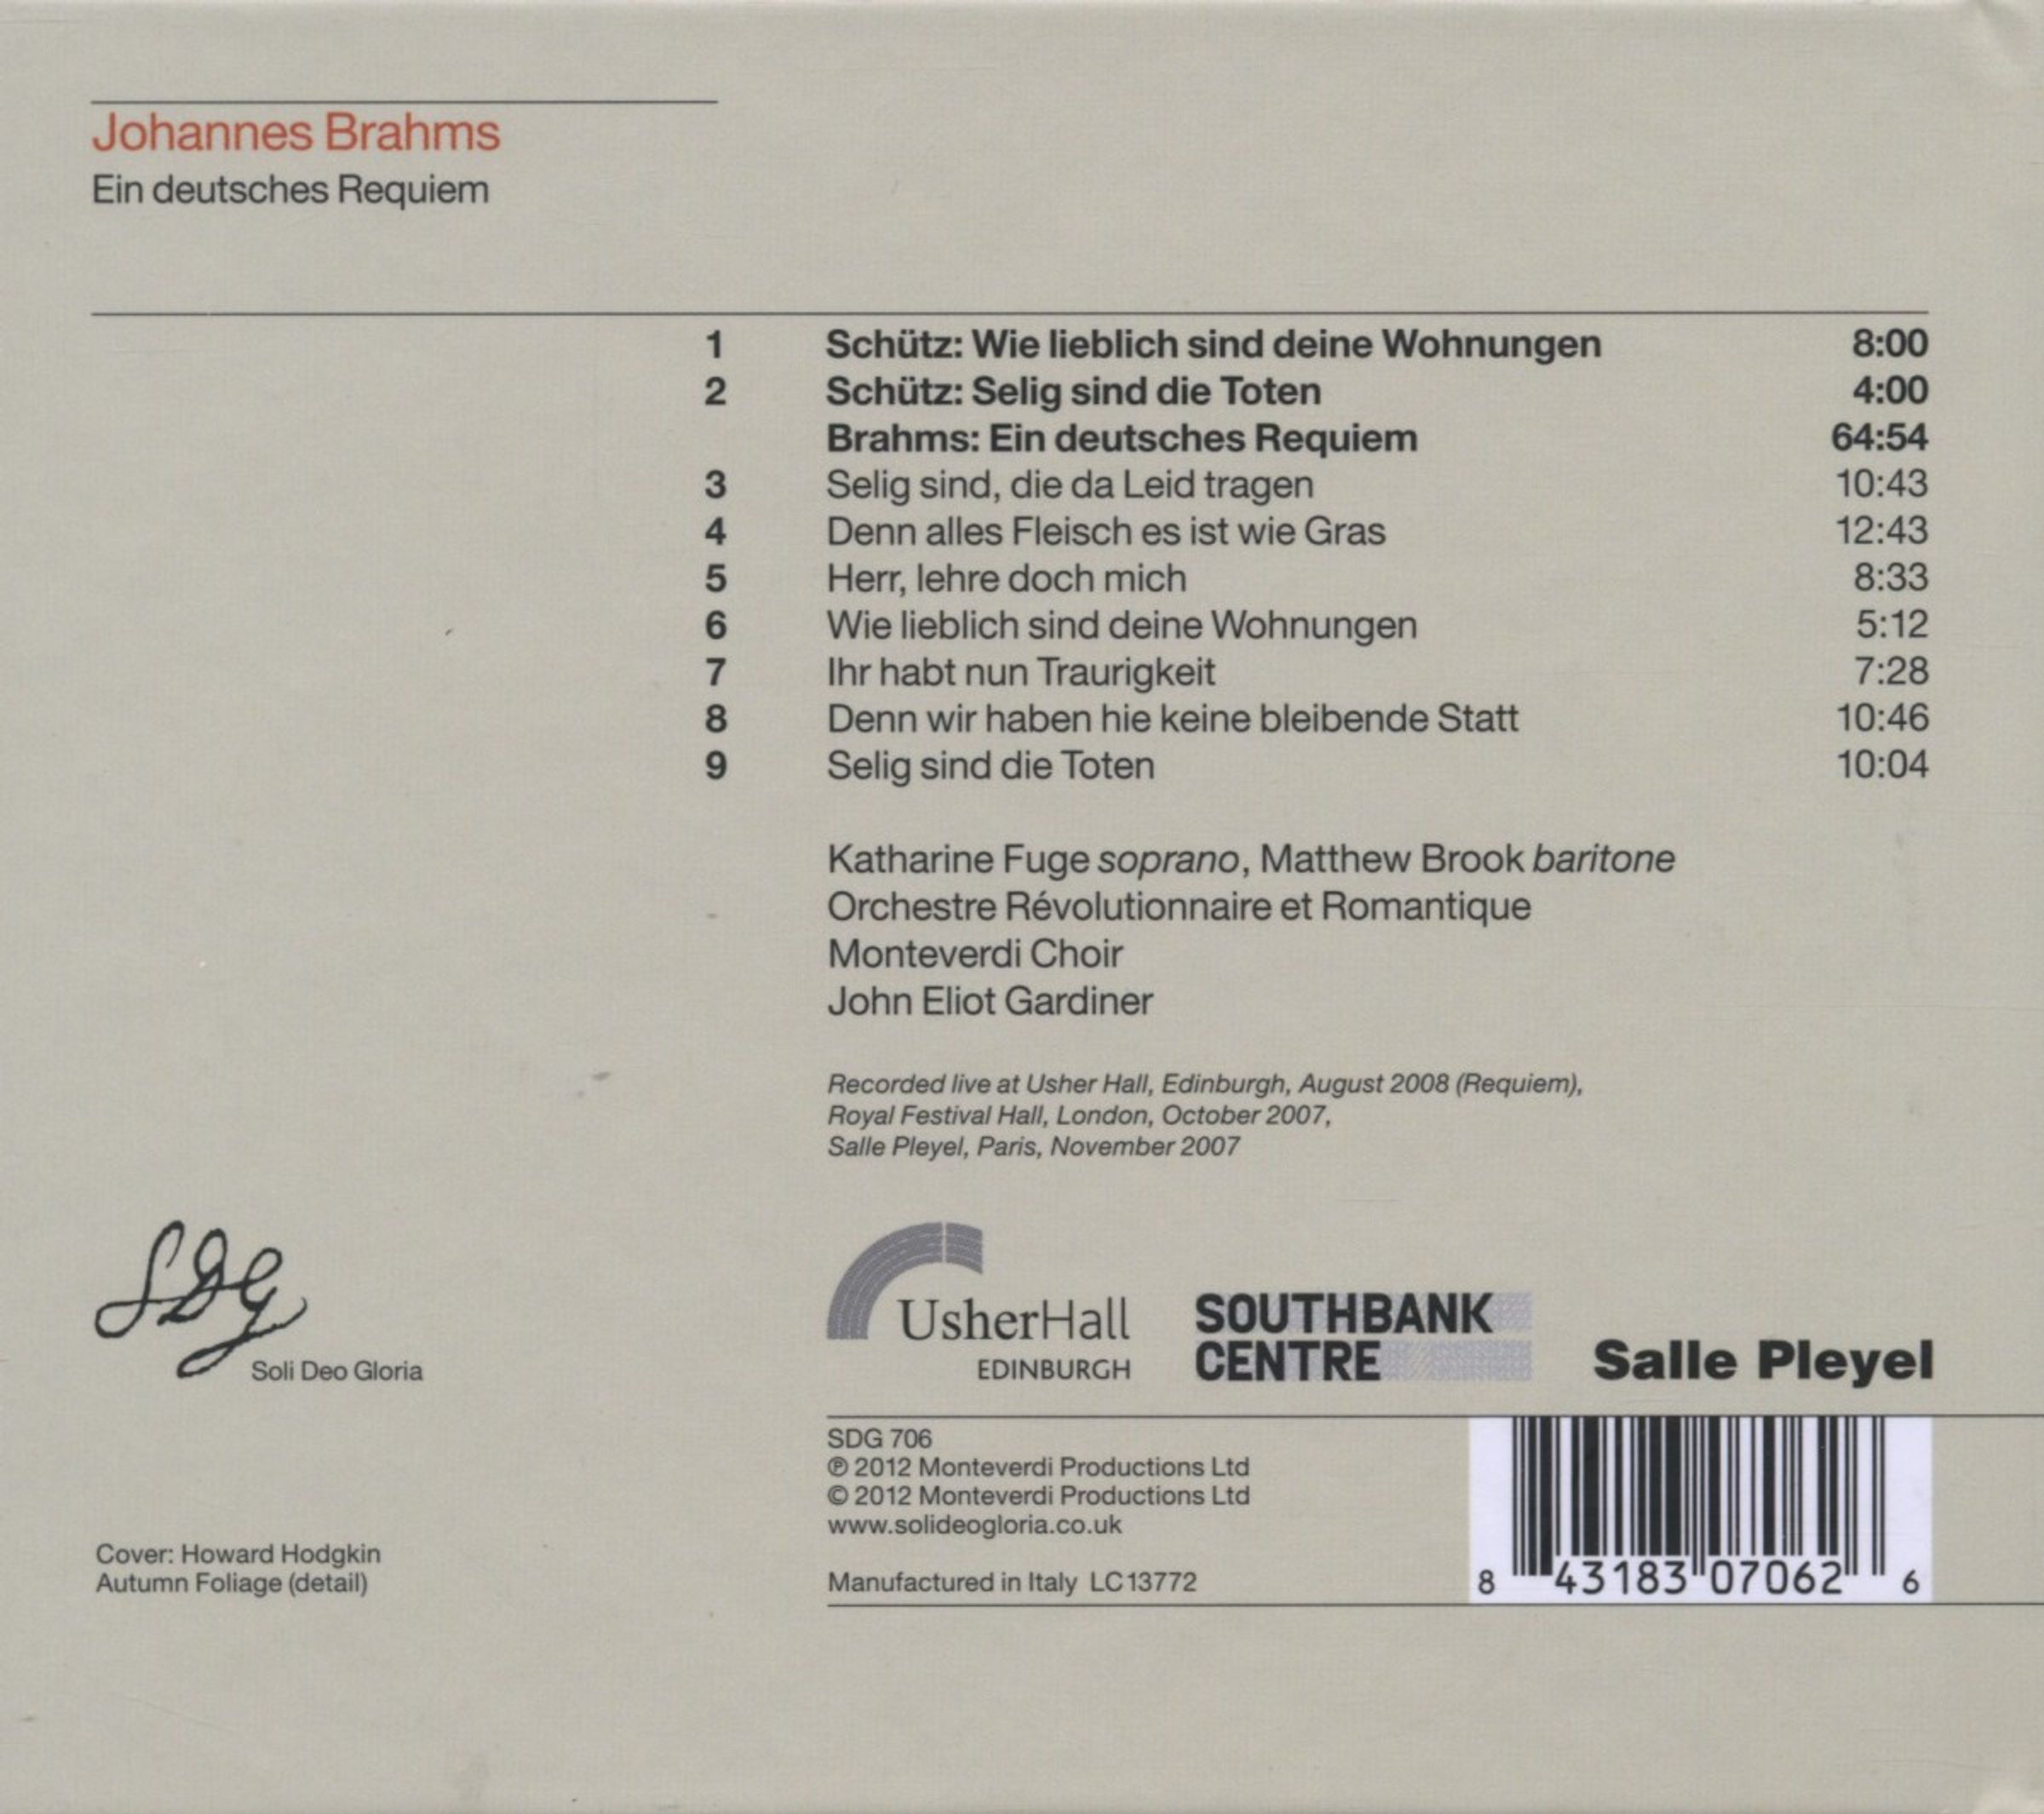 Johannes Brahms
Ein deutsches Requiem
1 Schütz: Wie lieblich sind deine Wohnungen 8:00
2 Schütz: Selig sind die Toten 4:00
Brahms: Ein deutsches Requiem 64:54
3 Selig sind, die da Leid tragen 10:43
4 Denn alles Fleisch es ist wie Gras 12:43
5 Herr, lehre doch mich 8:33
6 Wie lieblich sind deine Wohnungen 5:12
7 Ihr habt nun Traurigkeit 7:28
8 Denn wir haben hie keine bleibende Statt 10:46
9 Selig sind die Toten 10:04
Katharine Fuge soprano, Matthew Brook baritone
Orchestre Révolutionnaire et Romantique
Monteverdi Choir
John Eliot Gardiner
Recorded live at Usher Hall, Edinburgh, August 2008 (Requiem),
Royal Festival Hall, London, October 2007,
Salle Pleyel, Paris, November 2007
SDG
Soli Deo Gloria
UsherHall
EDINBURGH
SOUTHBANK
CENTRE
Salle Pleyel
SDG 706
℗ 2012 Monteverdi Productions Ltd
© 2012 Monteverdi Productions Ltd
www.solideogloria.co.uk
Manufactured in Italy LC13772
8 43183 07062 6
Cover: Howard Hodgkin
Autumn Foliage (detail)